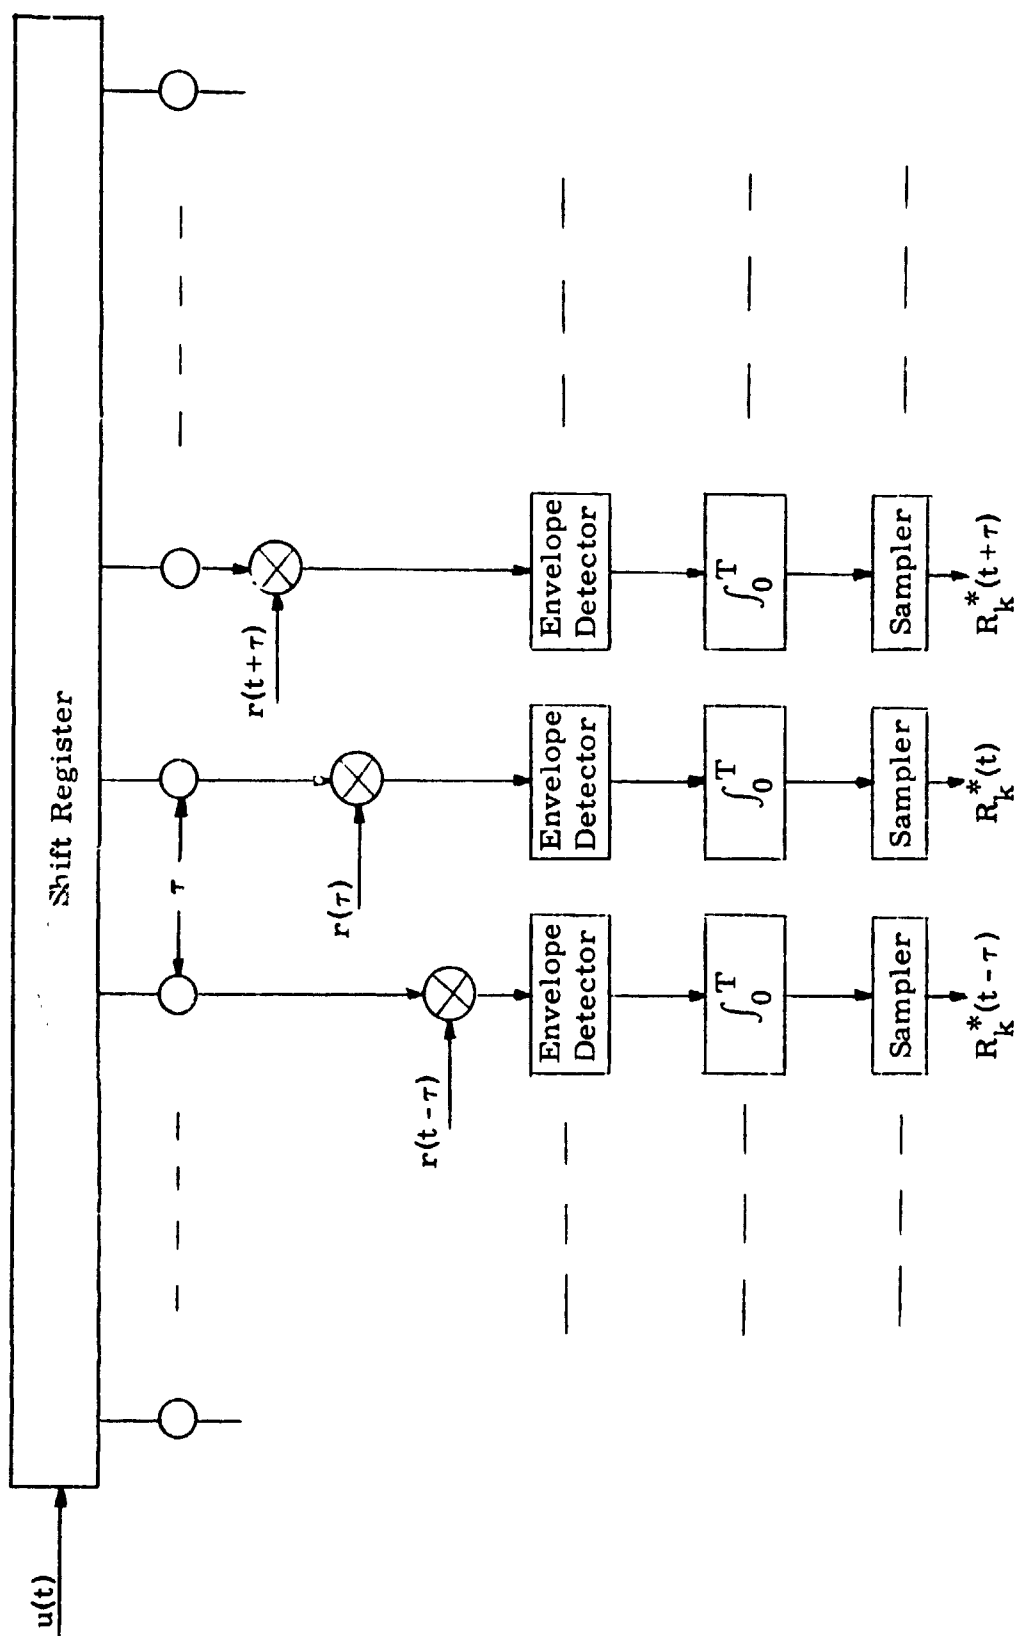 u(t)
Shift Register
τ
r(t-τ)
r(τ)
r(t+τ)
Envelope
Detector
Envelope
Detector
Envelope
Detector
∫₀ᵀ
∫₀ᵀ
∫₀ᵀ
Sampler
Sampler
Sampler
R*ₖ(t-τ)
R*ₖ(t)
R*ₖ(t+τ)